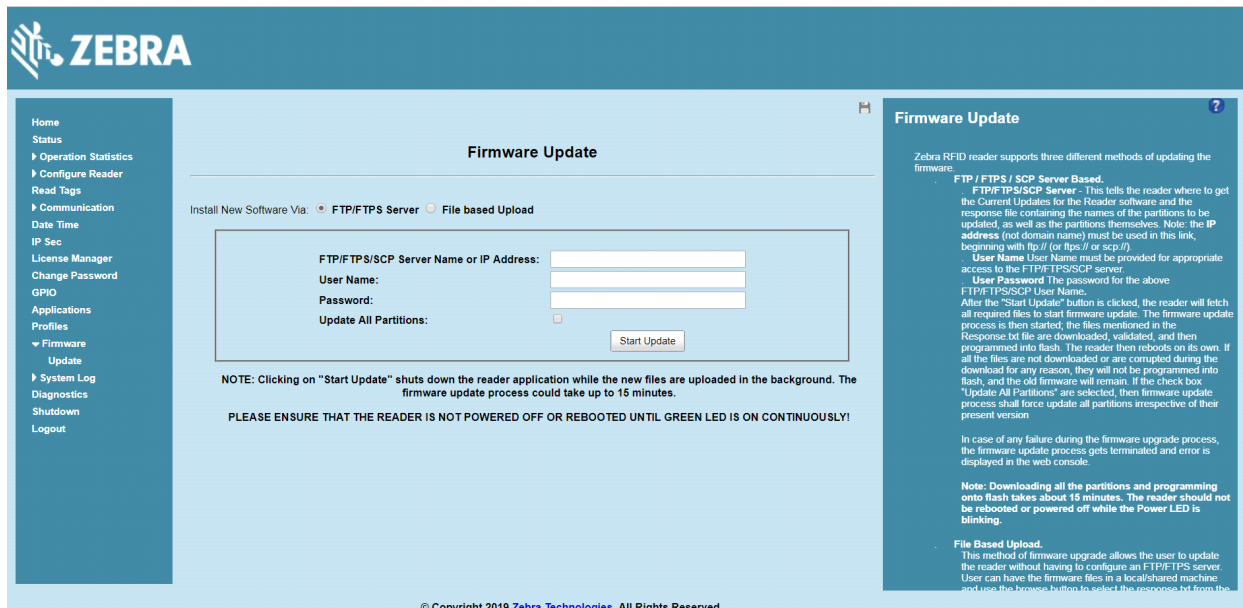 ZEBRA
Home
Status
Operation Statistics
Configure Reader
Read Tags
Communication
Date Time
IP Sec
License Manager
Change Password
GPIO
Applications
Profiles
Firmware
Update
System Log
Diagnostics
Shutdown
Logout
Firmware Update
Install New Software Via: FTP/FTPS Server File based Upload
FTP/FTPS/SCP Server Name or IP Address:
User Name:
Password:
Update All Partitions:
Start Update
NOTE: Clicking on "Start Update" shuts down the reader application while the new files are uploaded in the background. The
firmware update process could take up to 15 minutes.
PLEASE ENSURE THAT THE READER IS NOT POWERED OFF OR REBOOTED UNTIL GREEN LED IS ON CONTINUOUSLY!
?
Firmware Update
Zebra RFID reader supports three different methods of updating the
firmware.
. FTP / FTPS / SCP Server Based.
. FTP/FTPS/SCP Server - This tells the reader where to get
the Current Updates for the Reader software and the
response file containing the names of the partitions to be
updated, as well as the partitions themselves. Note: the IP
address (not domain name) must be used in this link,
beginning with ftp:// (or ftps:// or scp://).
. User Name User Name must be provided for appropriate
access to the FTP/FTPS/SCP server.
. User Password The password for the above
FTP/FTPS/SCP User Name.
After the "Start Update" button is clicked, the reader will fetch
all required files to start firmware update. The firmware update
process is then started; the files mentioned in the
Response.txt file are downloaded, validated, and then
programmed into flash. The reader then reboots on its own. If
all the files are not downloaded or are corrupted during the
download for any reason, they will not be programmed into
flash, and the old firmware will remain. If the check box
"Update All Partitions" are selected, then firmware update
process shall force update all partitions irrespective of their
present version
In case of any failure during the firmware upgrade process,
the firmware update process gets terminated and error is
displayed in the web console.
Note: Downloading all the partitions and programming
onto flash takes about 15 minutes. The reader should not
be rebooted or powered off while the Power LED is
blinking.
. File Based Upload.
This method of firmware upgrade allows the user to update
the reader without having to configure an FTP/FTPS server.
User can have the firmware files in a local/shared machine
and use the browse button to select the response.txt from the
© Copyright 2019 Zebra Technologies. All Rights Reserved